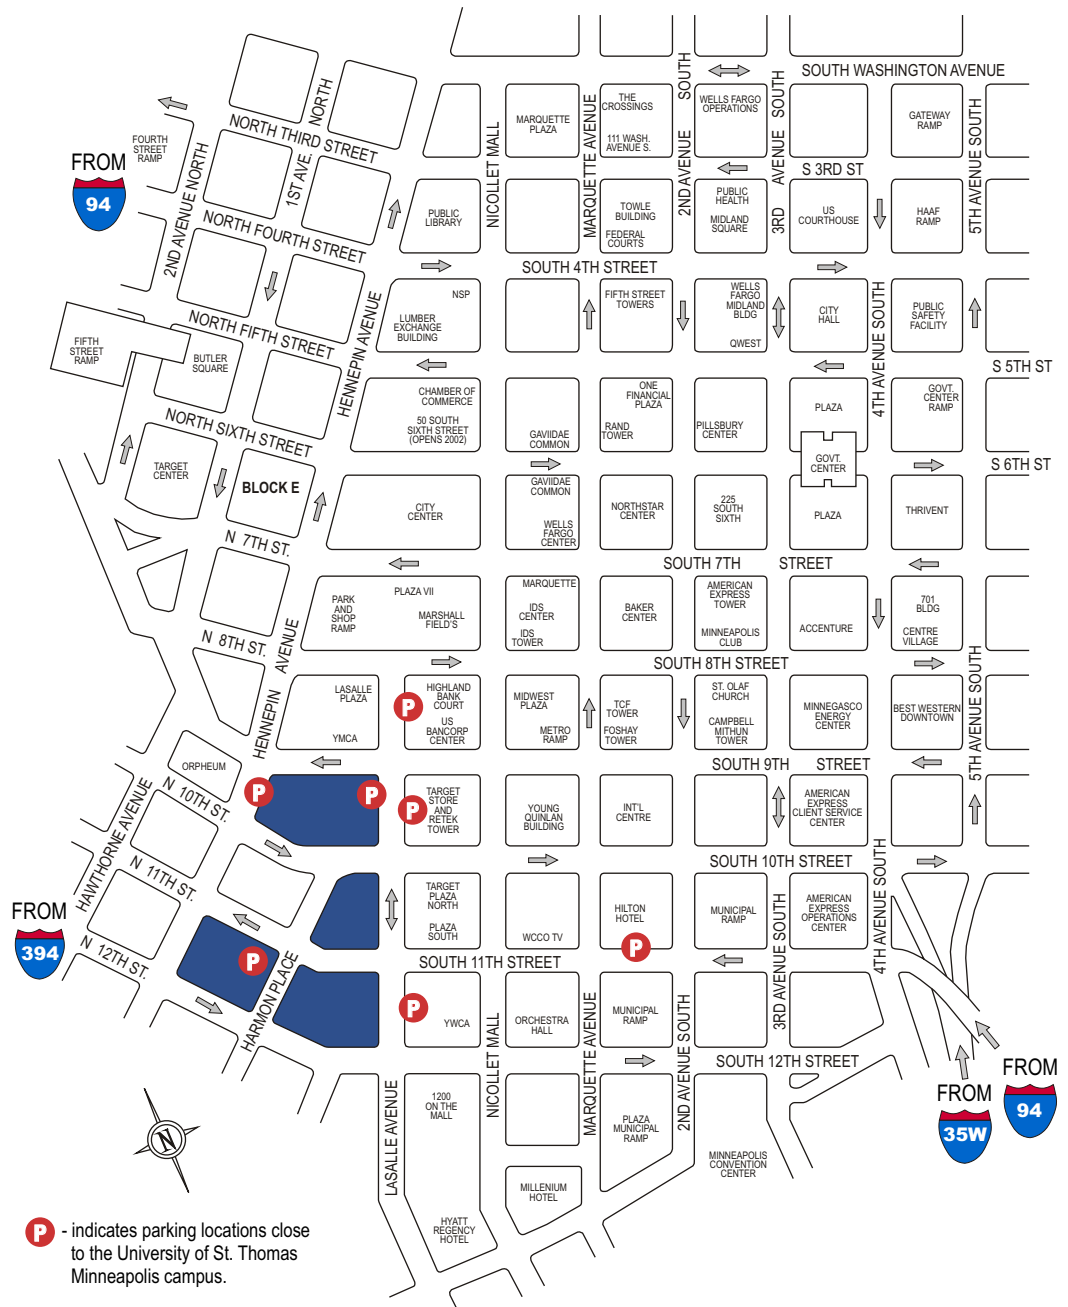 SOUTH WASHINGTON AVENUE
NORTH THIRD STREET
1ST AVE. NORTH
NICOLLET MALL
MARQUETTE AVENUE
2ND AVENUE SOUTH
3RD AVENUE SOUTH
5TH AVENUE SOUTH
MARQUETTE
PLAZA
THE
CROSSINGS
111 WASH.
AVENUE S.
WELLS FARGO
OPERATIONS
GATEWAY
RAMP
FOURTH
STREET
RAMP
FROM
94
2ND AVENUE NORTH
S 3RD ST
NORTH FOURTH STREET
PUBLIC
LIBRARY
TOWLE
BUILDING
FEDERAL
COURTS
PUBLIC
HEALTH
MIDLAND
SQUARE
US
COURTHOUSE
HAAF
RAMP
SOUTH 4TH STREET
NORTH FIFTH STREET
HENNEPIN AVENUE
NSP
LUMBER
EXCHANGE
BUILDING
FIFTH STREET
TOWERS
WELLS
FARGO
MIDLAND
BLDG
QWEST
CITY
HALL
4TH AVENUE SOUTH
PUBLIC
SAFETY
FACILITY
FIFTH
STREET
RAMP
BUTLER
SQUARE
S 5TH ST
NORTH SIXTH STREET
CHAMBER OF
COMMERCE
50 SOUTH
SIXTH STREET
(OPENS 2002)
GAVIIDAE
COMMON
ONE
FINANCIAL
PLAZA
RAND
TOWER
PILLSBURY
CENTER
PLAZA
GOVT.
CENTER
RAMP
GOVT.
CENTER
S 6TH ST
TARGET
CENTER
BLOCK E
N 7TH ST.
CITY
CENTER
GAVIIDAE
COMMON
WELLS
FARGO
CENTER
NORTHSTAR
CENTER
225
SOUTH
SIXTH
PLAZA
THRIVENT
SOUTH 7TH STREET
N 8TH ST.
HENNEPIN AVENUE
PARK
AND
SHOP
RAMP
PLAZA VII
MARSHALL
FIELD'S
MARQUETTE
IDS
CENTER
IDS
TOWER
BAKER
CENTER
AMERICAN
EXPRESS
TOWER
MINNEAPOLIS
CLUB
ACCENTURE
701
BLDG
CENTRE
VILLAGE
5TH AVENUE SOUTH
SOUTH 8TH STREET
LASALLE
PLAZA
YMCA
P
HIGHLAND
BANK
COURT
US
BANCORP
CENTER
MIDWEST
PLAZA
METRO
RAMP
TCF
TOWER
FOSHAY
TOWER
ST. OLAF
CHURCH
CAMPBELL
MITHUN
TOWER
MINNEGASCO
ENERGY
CENTER
BEST WESTERN
DOWNTOWN
SOUTH 9TH STREET
ORPHEUM
N 10TH ST.
P
P
P
TARGET
STORE
AND
RETEK
TOWER
YOUNG
QUINLAN
BUILDING
INT'L
CENTRE
AMERICAN
EXPRESS
CLIENT SERVICE
CENTER
SOUTH 10TH STREET
HAWTHORNE AVENUE
N 11TH ST.
N 12TH ST.
FROM
394
TARGET
PLAZA
NORTH
PLAZA
SOUTH
WCCO TV
HILTON
HOTEL
P
MUNICIPAL
RAMP
3RD AVENUE SOUTH
AMERICAN
EXPRESS
OPERATIONS
CENTER
4TH AVENUE SOUTH
P
HARMON PLACE
SOUTH 11TH STREET
P
YWCA
NICOLLET MALL
ORCHESTRA
HALL
MARQUETTE AVENUE
MUNICIPAL
RAMP
2ND AVENUE SOUTH
SOUTH 12TH STREET
FROM
35W
FROM
94
LASALLE AVENUE
1200
ON THE
MALL
PLAZA
MUNICIPAL
RAMP
MINNEAPOLIS
CONVENTION
CENTER
MILLENIUM
HOTEL
HYATT
REGENCY
HOTEL
N
P - indicates parking locations close
to the University of St. Thomas
Minneapolis campus.